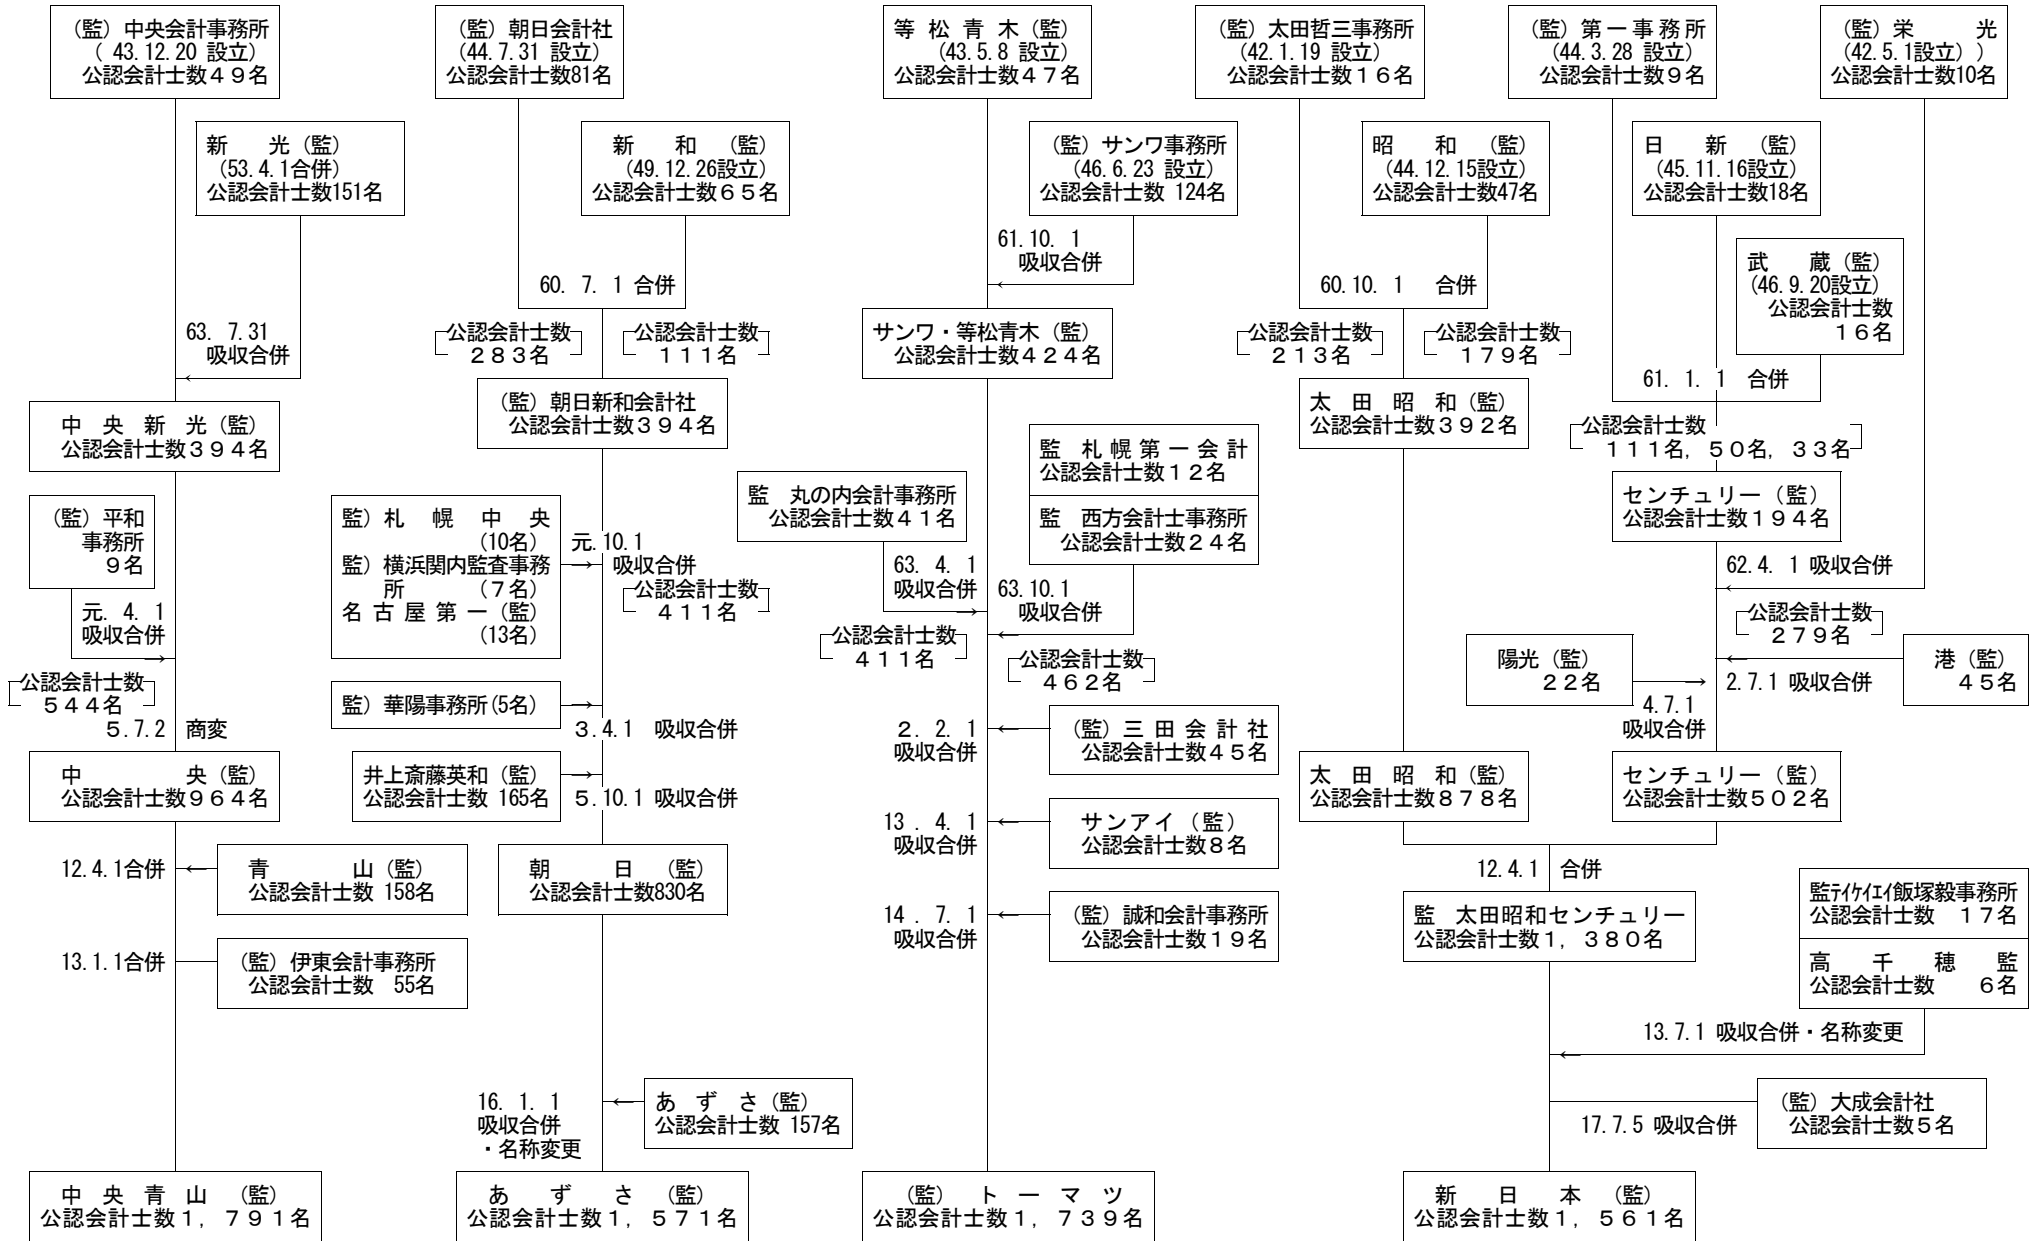 (監)中央会計事務所
( 43.12.20 設立)
公認会計士数49名
(監)朝日会計社
(44.7.31 設立)
公認会計士数81名
等 松 青 木(監)
(43.5.8 設立)
公認会計士数47名
(監)太田哲三事務所
(42.1.19 設立)
公認会計士数16名
(監)第一事務所
(44.3.28 設立)
公認会計士数9名
(監)栄 光
(42.5.1設立))
公認会計士数10名
新 光(監)
(53.4.1合併)
公認会計士数151名
新 和 (監)
(49.12.26設立)
公認会計士数65名
(監)サンワ事務所
(46.6.23 設立)
公認会計士数 124名
昭 和 (監)
(44.12.15設立)
公認会計士数47名
日 新 (監)
(45.11.16設立)
公認会計士数18名
武 蔵(監)
(46.9.20設立)
公認会計士数
16名
63. 7.31
吸収合併
60. 7. 1 合併
61.10. 1
吸収合併
60.10. 1 合併
61. 1. 1 合併
公認会計士数
283名
公認会計士数
111名
サンワ・等松青木(監)
公認会計士数424名
公認会計士数
213名
公認会計士数
179名
中 央 新 光(監)
公認会計士数394名
(監)朝日新和会計社
公認会計士数394名
太 田 昭 和(監)
公認会計士数392名
公認会計士数
111名, 50名, 33名
監 札 幌 第 一 会 計
公認会計士数12名
監 西方会計士事務所
公認会計士数24名
監 丸の内会計事務所
公認会計士数41名
センチュリー(監)
公認会計士数194名
(監)平和
事務所
9名
監)札 幌 中 央
(10名)
監)横浜関内監査事務
所 (7名)
名 古 屋 第 一(監)
(13名)
元.10.1
吸収合併
公認会計士数
411名
63. 4. 1
吸収合併
63.10.1
吸収合併
62.4. 1 吸収合併
元. 4. 1
吸収合併
公認会計士数
411名
公認会計士数
462名
公認会計士数
279名
陽光(監)
22名
港(監)
45名
2.7.1 吸収合併
4.7.1
吸収合併
公認会計士数
544名
5.7.2 商変
監)華陽事務所(5名)
3.4.1 吸収合併
2. 2. 1
吸収合併
(監)三 田 会 計 社
公認会計士数45名
中 央(監)
公認会計士数964名
井上斎藤英和(監)
公認会計士数 165名
5.10.1 吸収合併
太 田 昭 和(監)
公認会計士数878名
センチュリー(監)
公認会計士数502名
13 . 4. 1
吸収合併
サンアイ(監)
公認会計士数8名
12.4.1合併
青 山(監)
公認会計士数 158名
朝 日 (監)
公認会計士数830名
12.4.1 合併
14 . 7. 1
吸収合併
(監)誠和会計事務所
公認会計士数19名
監 太田昭和センチュリー
公認会計士数1, 380名
監ﾃｲｹｲｴｲ飯塚毅事務所
公認会計士数 17名
高 千 穂 監
公認会計士数 6名
13.1.1合併
(監)伊東会計事務所
公認会計士数 55名
13.7.1 吸収合併・名称変更
16. 1. 1
吸収合併
・名称変更
あ ず さ(監)
公認会計士数 157名
17.7.5 吸収合併
(監)大成会計社
公認会計士数5名
中 央 青 山 (監)
公認会計士数1, 791名
あ ず さ (監)
公認会計士数1, 571名
(監) ト ー マ ツ
公認会計士数1, 739名
新 日 本 (監)
公認会計士数1, 561名